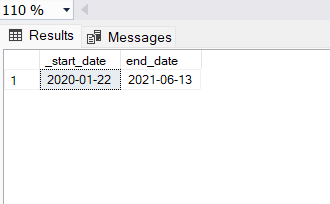 110 %
Results Messages
_start_date end_date
1 2020-01-22 2021-06-13